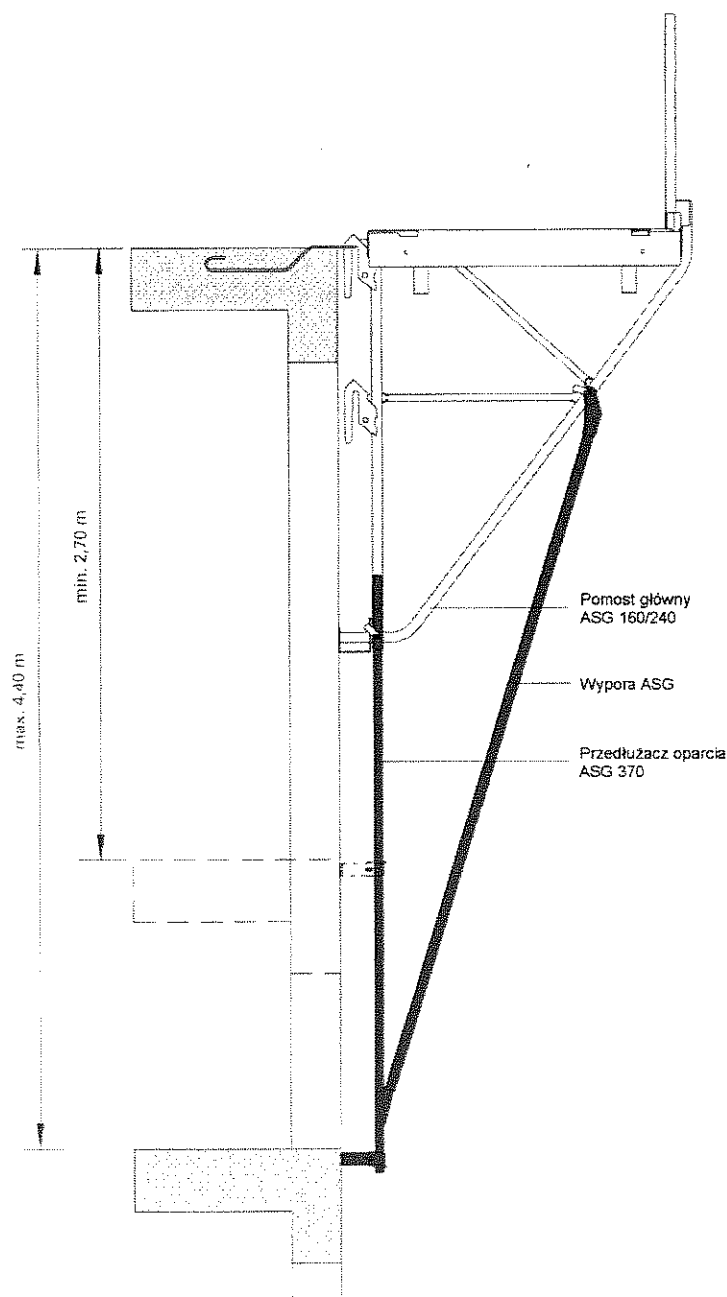 max. 4,40 m
min. 2,70 m
Pomost główny
ASG 160/240
Wypora ASG
Przedłużacz oparcia
ASG 370